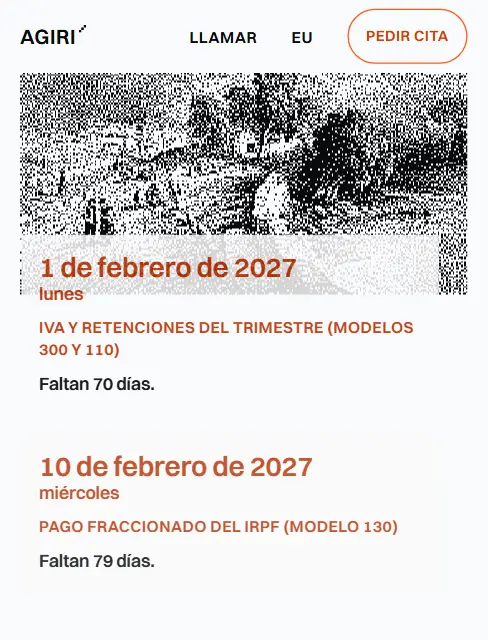 AGIRI
LLAMAR
EU
PEDIR CITA
1 de febrero de 2027
lunes
IVA Y RETENCIONES DEL TRIMESTRE (MODELOS
300 Y 110)
Faltan 70 días.
10 de febrero de 2027
miércoles
PAGO FRACCIONADO DEL IRPF (MODELO 130)
Faltan 79 días.